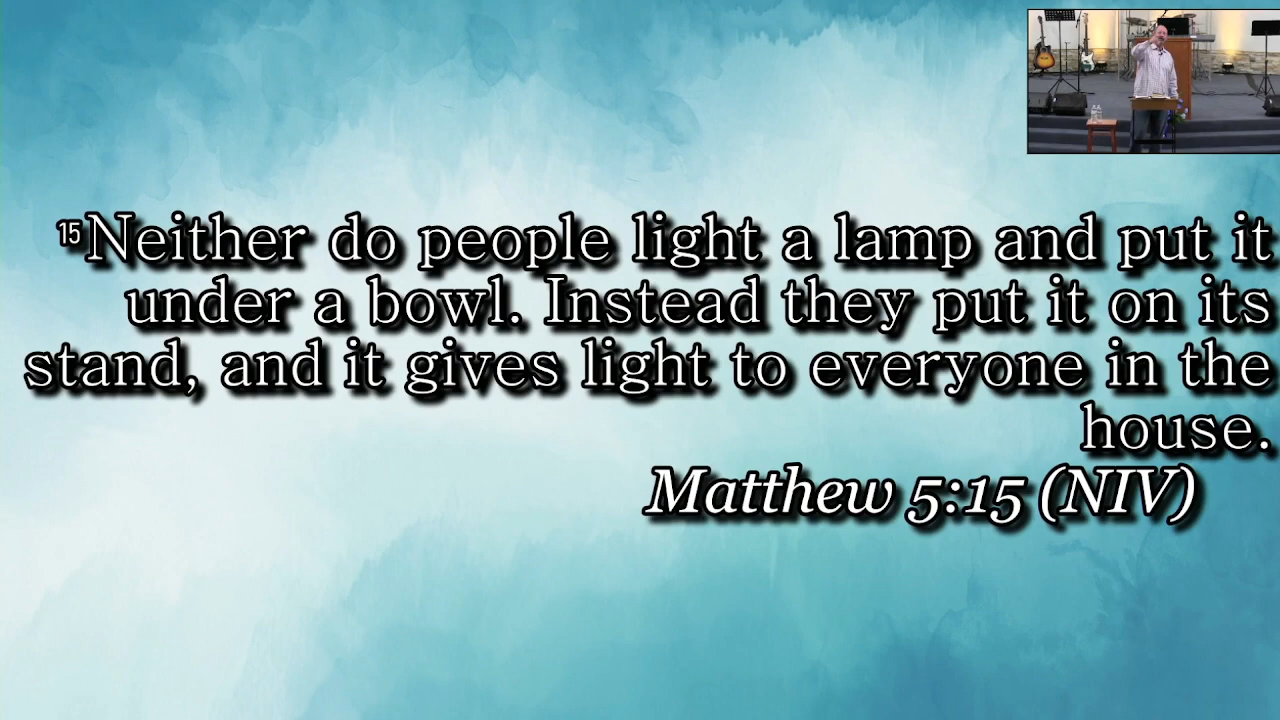 15Neither do people light a lamp and put it
under a bowl. Instead they put it on its
stand, and it gives light to everyone in the
house.
Matthew 5:15 (NIV)